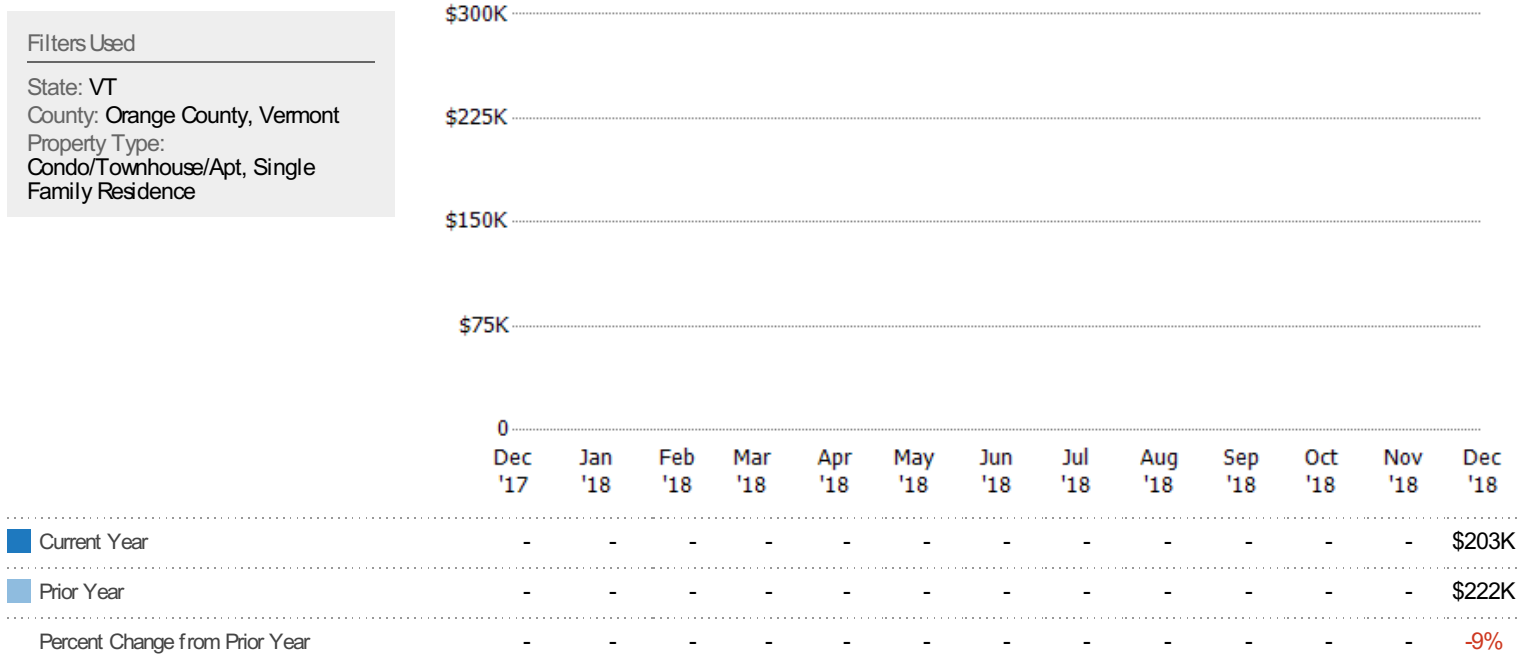 Filters Used
State: VT
County: Orange County, Vermont
Property Type:
Condo/Townhouse/Apt, Single
Family Residence
$300K
$225K
$150K
$75K
0
Dec Jan Feb Mar Apr May Jun Jul Aug Sep Oct Nov Dec
'17 '18 '18 '18 '18 '18 '18 '18 '18 '18 '18 '18 '18
Current Year - - - - - - - - - - - - $203K
Prior Year - - - - - - - - - - - - $222K
Percent Change from Prior Year - - - - - - - - - - - - -9%